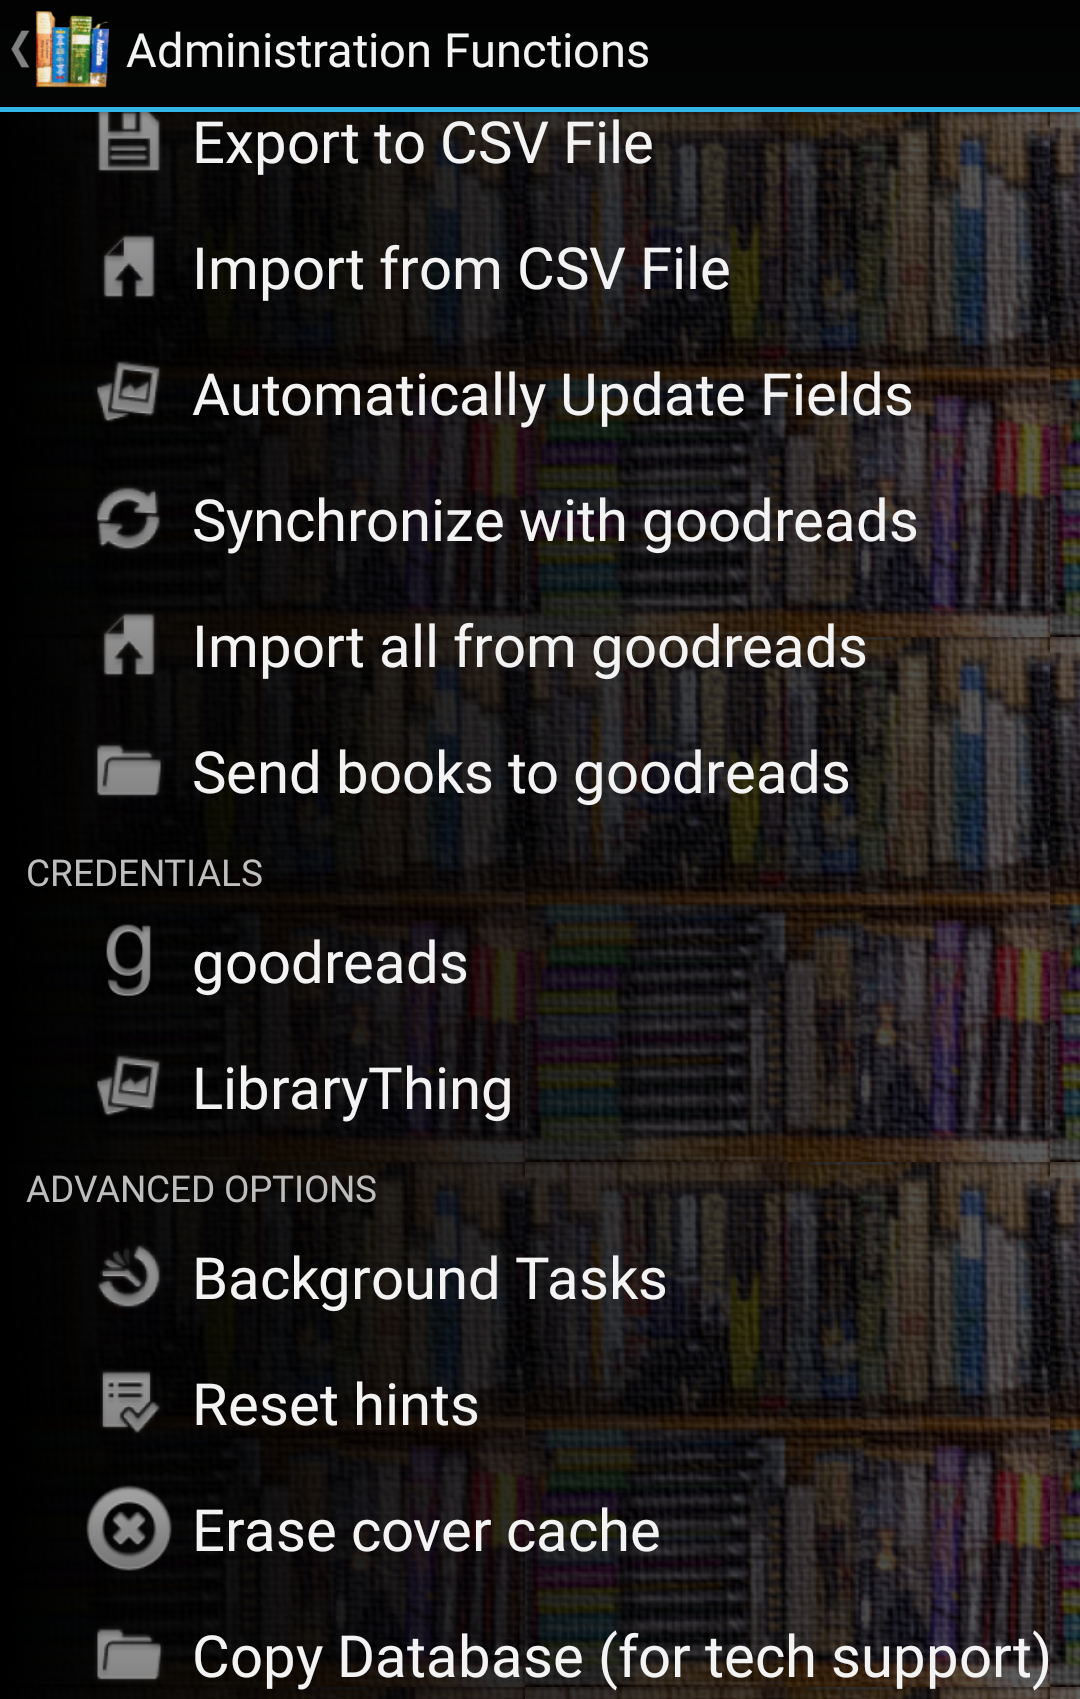 Administration Functions
Export to CSV File
Import from CSV File
Automatically Update Fields
Synchronize with goodreads
Import all from goodreads
Send books to goodreads
CREDENTIALS
g goodreads
LibraryThing
ADVANCED OPTIONS
Background Tasks
Reset hints
Erase cover cache
Copy Database (for tech support)